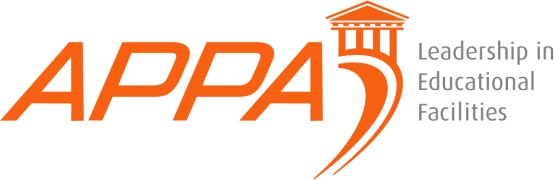 APPA
Leadership in
Educational
Facilities